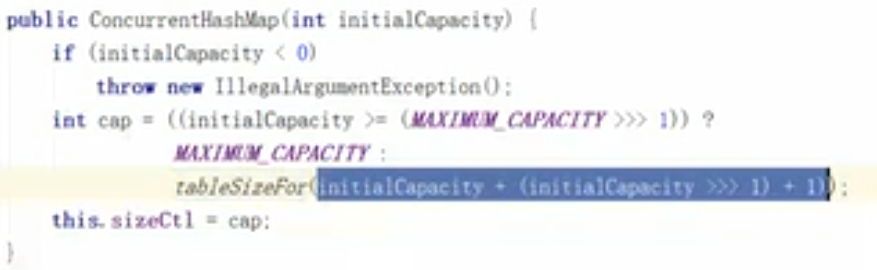 public ConcurrentHashMap(int initialCapacity) {
if (initialCapacity < 0)
throw new IllegalArgumentException();
int cap = ((initialCapacity >= (MAXIMUM_CAPACITY >>> 1)) ?
MAXIMUM_CAPACITY :
tableSizeFor(initialCapacity + (initialCapacity >>> 1) + 1));
this.sizeCtl = cap;
}